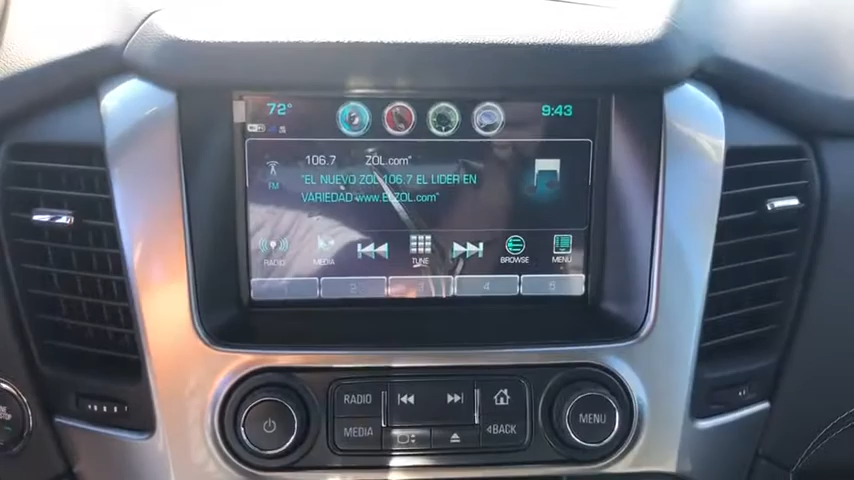 72° 9:43
106.7 ZOL.com"
"EL NUEVO ZOL 106.7 EL LIDER EN
VARIEDAD www.ELZOL.com"
FM
RADIO MEDIA TUNE BROWSE MENU
2 3 4 5
RADIO
MEDIA BACK
MENU